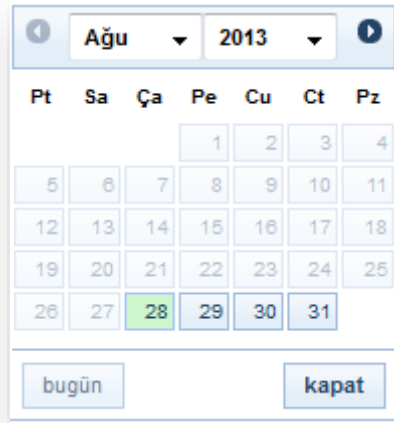 Ağu 2013
Pt Sa Ça Pe Cu Ct Pz
1 2 3 4
5 6 7 8 9 10 11
12 13 14 15 16 17 18
19 20 21 22 23 24 25
26 27 28 29 30 31
bugün kapat